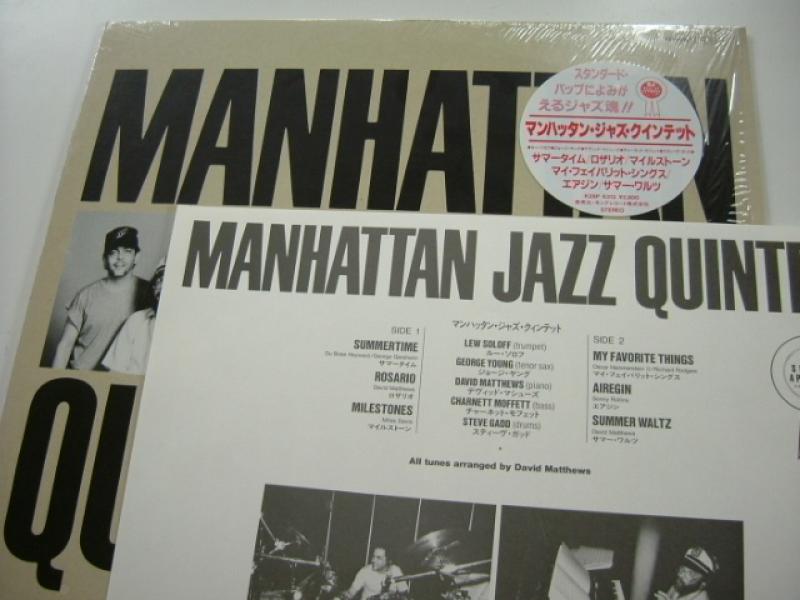 MANHATTAN
スタンダード・
バップによみが
えるジャズ魂!!
マンハッタン・ジャズ・クインテット
サマータイム/ロザリオ/マイルストーン
マイ・フェイバリット・シングス/
エアジン/サマー・ワルツ
STEREO
MANHATTAN JAZZ QUINT
マンハッタン・ジャズ・クィンテット
SIDE 1
SUMMERTIME
Du Bose Heyward/George Gershwin
サマータイム
ROSARIO
David Matthews
ロザリオ
MILESTONES
Miles Davis
マイルストーン
LEW SOLOFF (trumpet)
ルー・ソロフ
GEORGE YOUNG (tenor sax)
ジョージ・ヤング
DAVID MATTHEWS (piano)
デヴィッド・マシューズ
CHARNETT MOFFETT (bass)
チャーネット・モフェット
STEVE GADD (drums)
スティーヴ・ガッド
SIDE 2
MY FAVORITE THINGS
Oscar Hammerstein II/Richard Rodgers
マイ・フェイバリット・シングス
AIREGIN
Sonny Rollins
エアジン
SUMMER WALTZ
David Matthews
サマー・ワルツ
All tunes arranged by David Matthews
QU